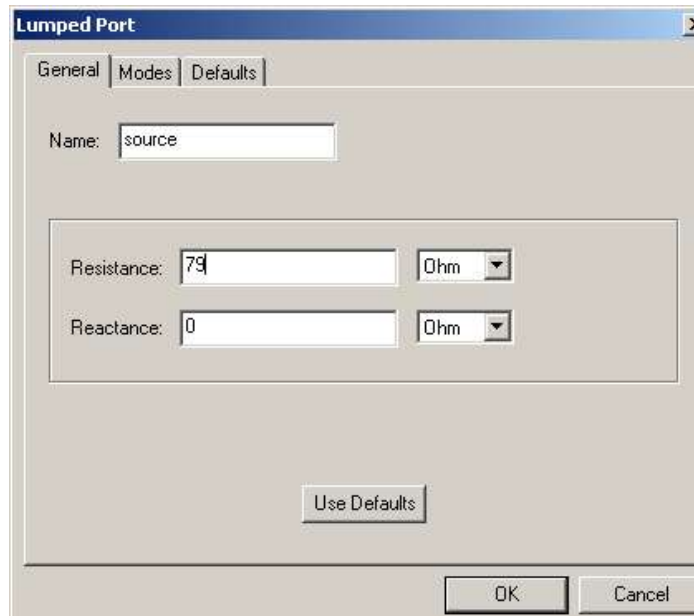 Lumped Port
General Modes Defaults
Name: source
Resistance: 79 Ohm
Reactance: 0 Ohm
Use Defaults
OK Cancel